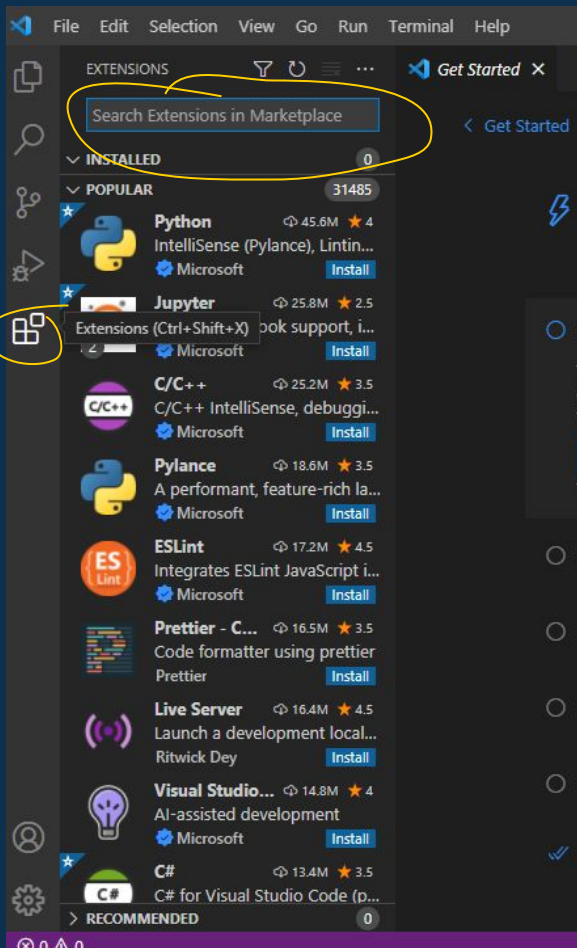 File Edit Selection View Go Run Terminal Help
EXTENSIONS
Get Started
Search Extensions in Marketplace
Get Started
INSTALLED 0
POPULAR 31485
Python 45.6M 4
IntelliSense (Pylance), Lintin...
Microsoft Install
Jupyter 25.8M 2.5
Extensions (Ctrl+Shift+X) ook support, i...
2 Microsoft Install
C/C++ 25.2M 3.5
C/C++ C/C++ IntelliSense, debuggi...
Microsoft Install
Pylance 18.6M 3.5
A performant, feature-rich la...
Microsoft Install
ESLint 17.2M 4.5
ES Lint Integrates ESLint JavaScript i...
Microsoft Install
Prettier - C... 16.5M 3.5
Code formatter using prettier
Prettier Install
Live Server 16.4M 4.5
Launch a development local...
Ritwick Dey Install
Visual Studio... 14.8M 4
AI-assisted development
Microsoft Install
C# 13.4M 3.5
C# C# for Visual Studio Code (p...
RECOMMENDED 0
0 0